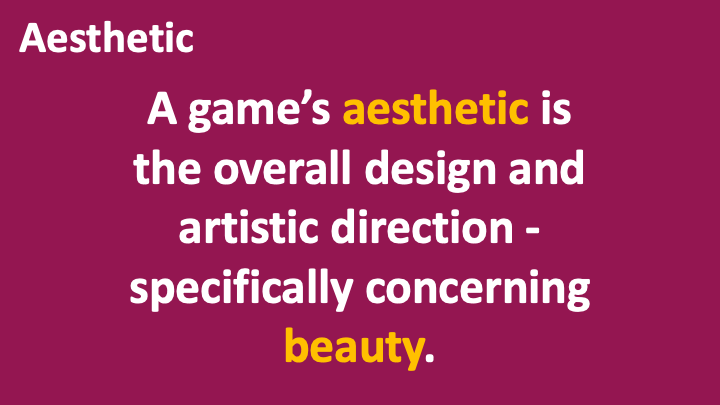 Aesthetic
A game’s aesthetic is
the overall design and
artistic direction -
specifically concerning
beauty.